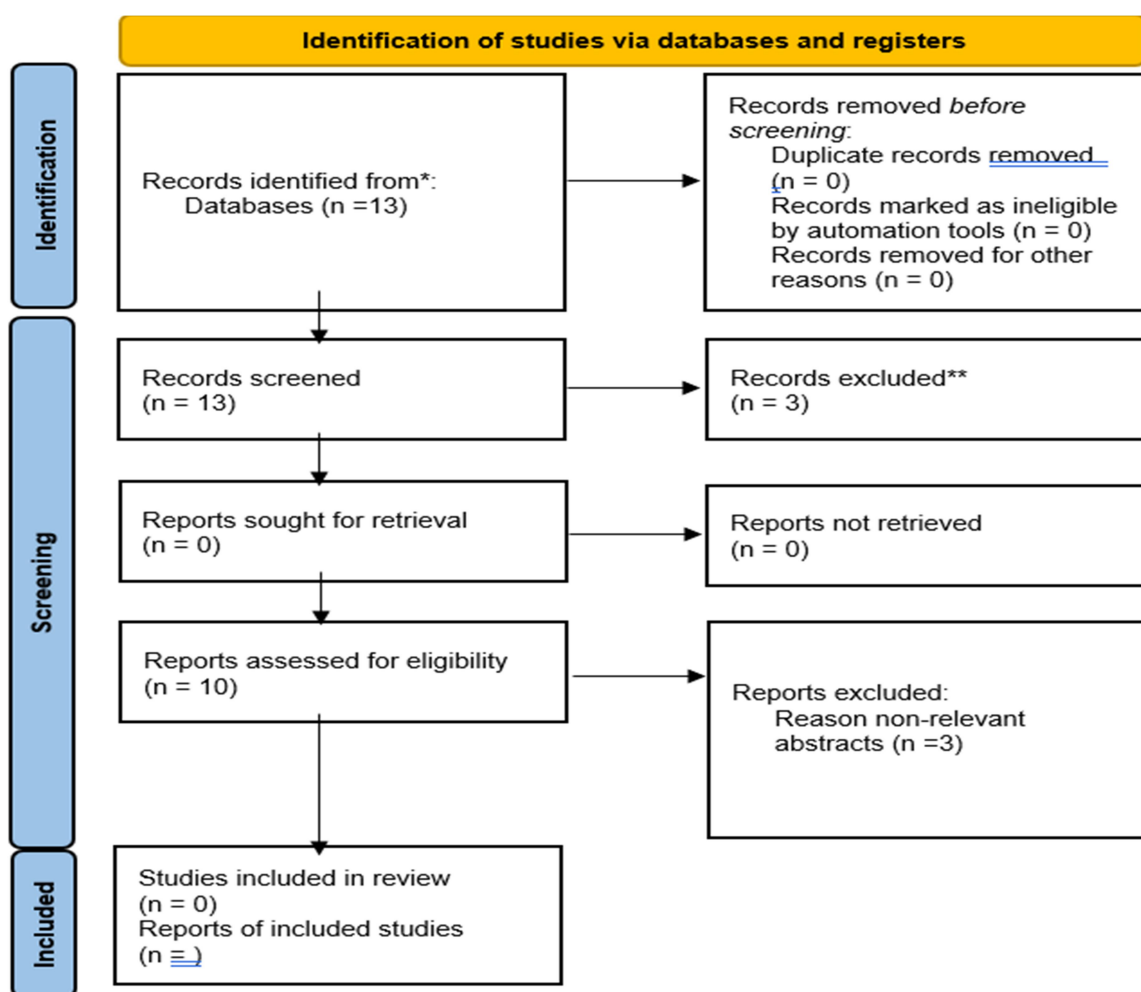 Identification of studies via databases and registers
Identification
Records identified from*:
Databases (n =13)
Records removed before
screening:
Duplicate records removed
(n = 0)
Records marked as ineligible
by automation tools (n = 0)
Records removed for other
reasons (n = 0)
Screening
Records screened
(n = 13)
Records excluded**
(n = 3)
Reports sought for retrieval
(n = 0)
Reports not retrieved
(n = 0)
Reports assessed for eligibility
(n = 10)
Reports excluded:
Reason non-relevant
abstracts (n =3)
Included
Studies included in review
(n = 0)
Reports of included studies
(n = )